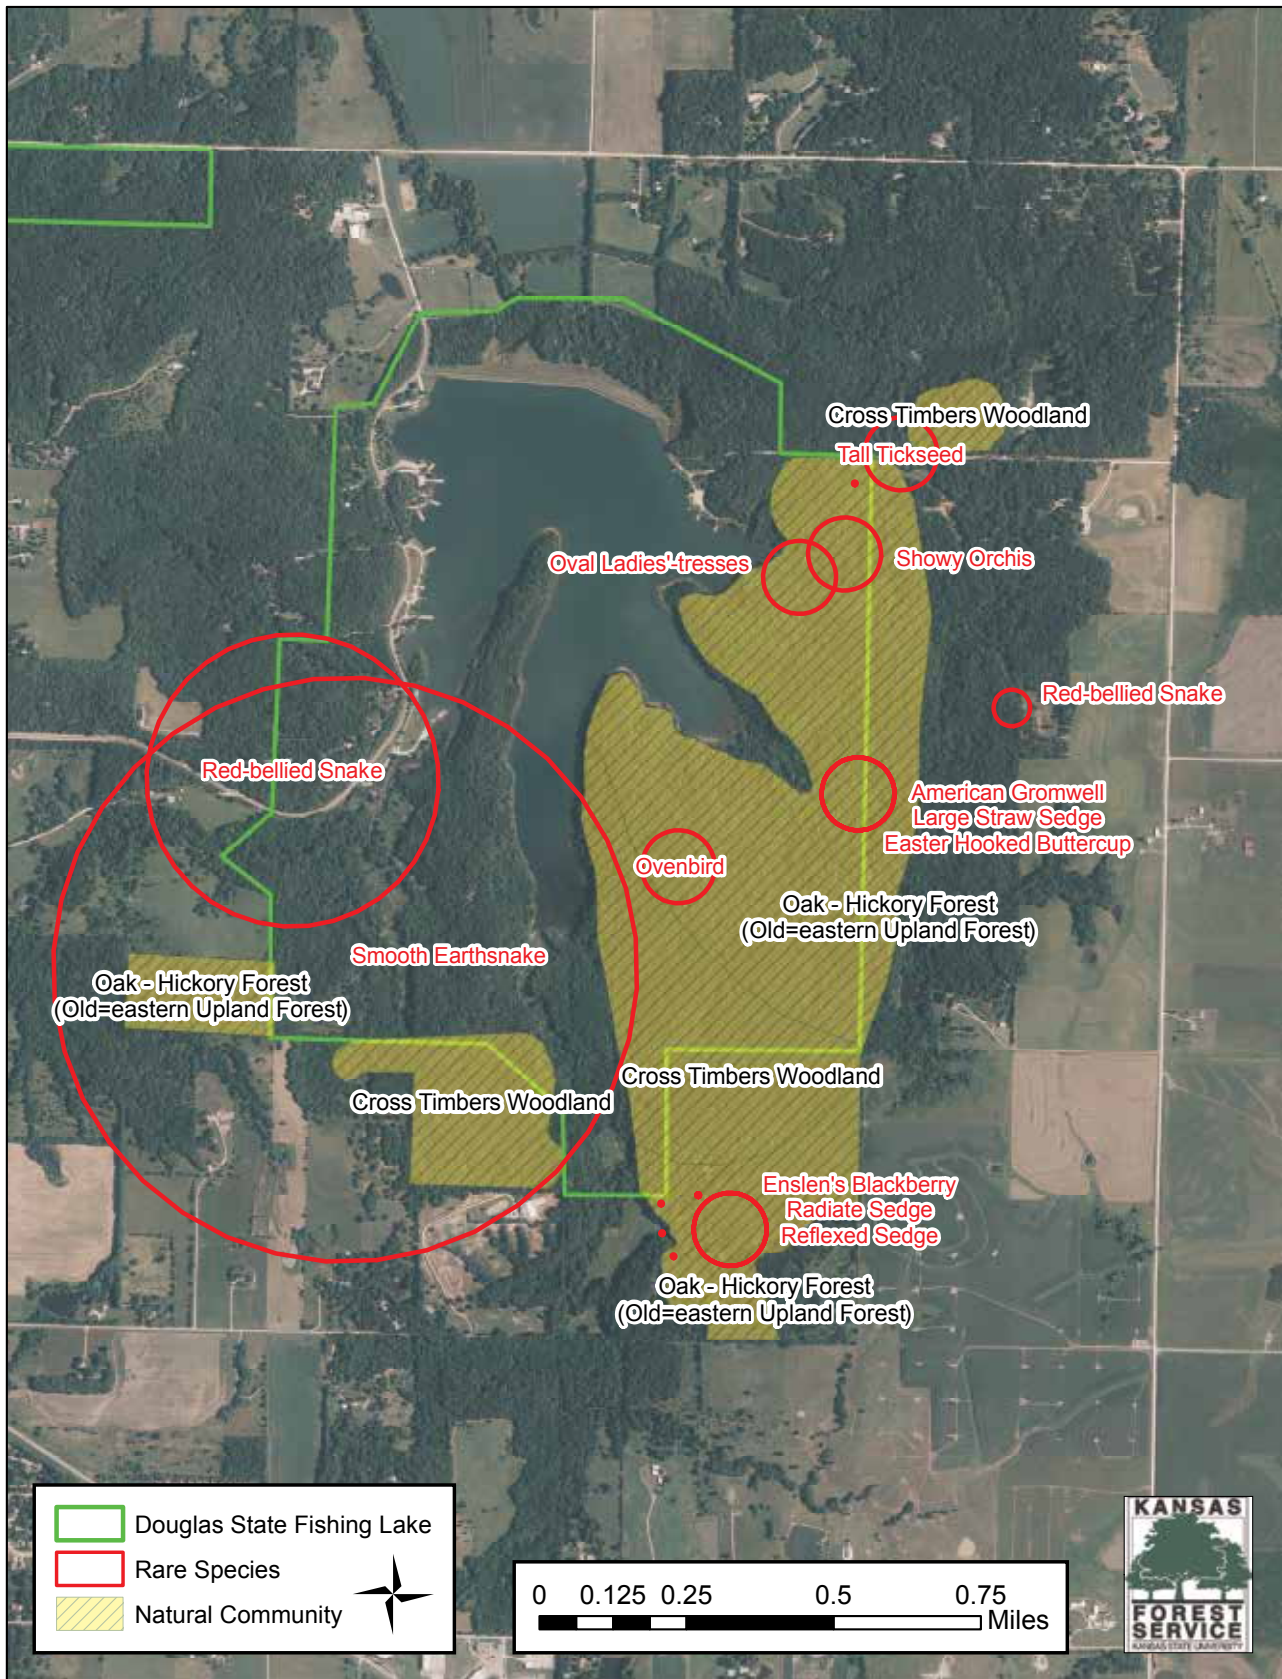 Cross Timbers Woodland
Tall Tickseed
Oval Ladies'-tresses
Showy Orchis
Red-bellied Snake
Red-bellied Snake
American Gromwell
Large Straw Sedge
Easter Hooked Buttercup
Ovenbird
Oak - Hickory Forest
(Old=eastern Upland Forest)
Smooth Earthsnake
Oak - Hickory Forest
(Old=eastern Upland Forest)
Cross Timbers Woodland
Cross Timbers Woodland
Enslen's Blackberry
Radiate Sedge
Reflexed Sedge
Oak - Hickory Forest
(Old=eastern Upland Forest)
Douglas State Fishing Lake
Rare Species
Natural Community
0 0.125 0.25 0.5 0.75
Miles
KANSAS
FOREST
SERVICE
KANSAS STATE UNIVERSITY